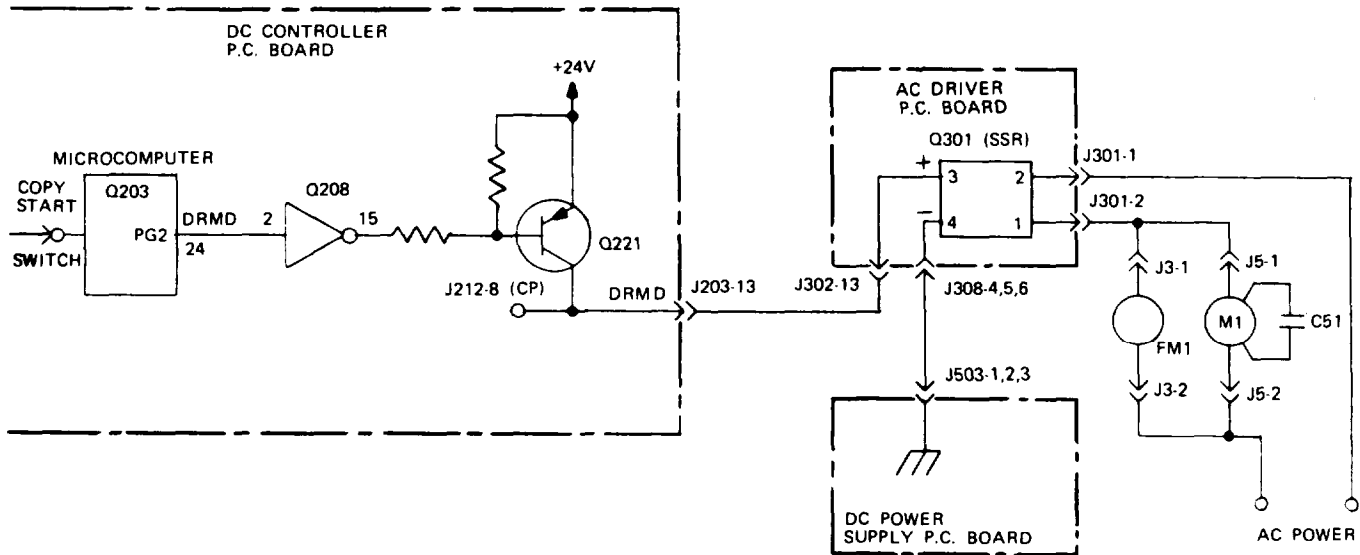 DC CONTROLLER
P.C. BOARD
+24V
MICROCOMPUTER
Q203
COPY
START
SWITCH
PG2
DRMD
24
2
Q208
15
Q221
J212-8 (CP)
DRMD
J203-13
J302-13
AC DRIVER
P.C. BOARD
Q301 (SSR)
+
3
2
−
4
1
J301-1
J301-2
J308-4,5,6
J3-1
J5-1
FM1
M1
C51
J3-2
J5-2
J503-1,2,3
DC POWER
SUPPLY P.C. BOARD
AC POWER